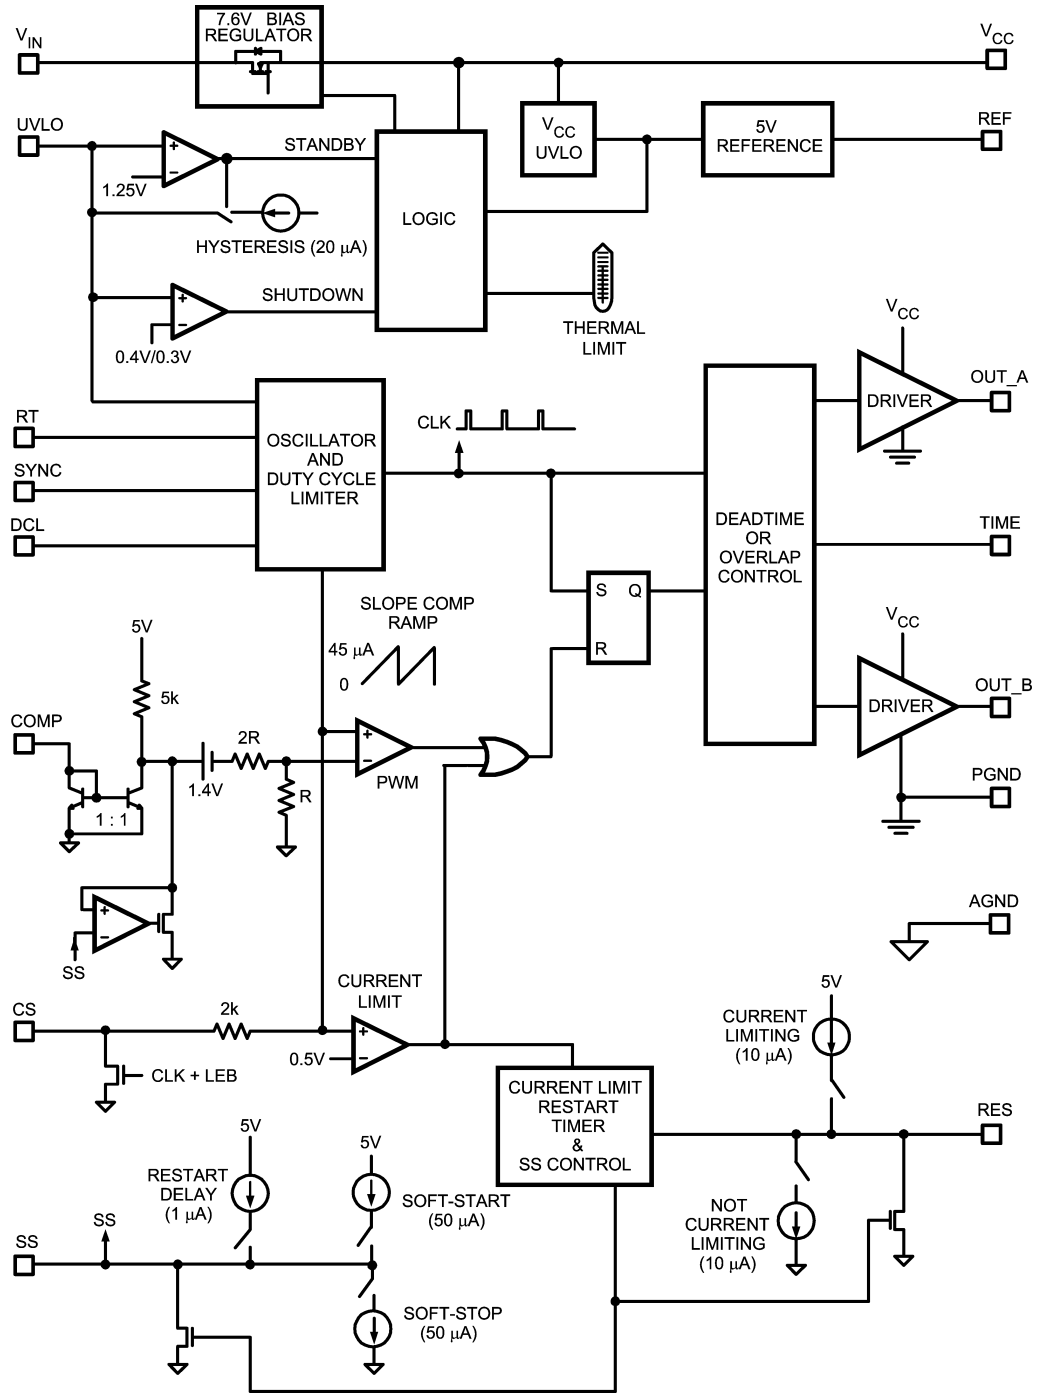 7.6V BIAS
REGULATOR
VIN
VCC
UVLO
STANDBY
+
−
1.25V
VCC
UVLO
5V
REFERENCE
REF
LOGIC
HYSTERESIS (20 µA)
SHUTDOWN
+
−
0.4V/0.3V
THERMAL
LIMIT
VCC
DRIVER
OUT_A
RT
SYNC
DCL
OSCILLATOR
AND
DUTY CYCLE
LIMITER
CLK
DEADTIME
OR
OVERLAP
CONTROL
TIME
S Q
R
SLOPE COMP
RAMP
45 µA
0
5V
5k
COMP
1.4V
2R
R
1 : 1
+
−
PWM
VCC
DRIVER
OUT_B
PGND
+
−
SS
AGND
CS
2k
CURRENT
LIMIT
+
−
0.5V
CLK + LEB
5V
CURRENT
LIMITING
(10 µA)
CURRENT LIMIT
RESTART
TIMER
&
SS CONTROL
RES
5V
RESTART
DELAY
(1 µA)
5V
SOFT-START
(50 µA)
NOT
CURRENT
LIMITING
(10 µA)
SS
SS
SOFT-STOP
(50 µA)